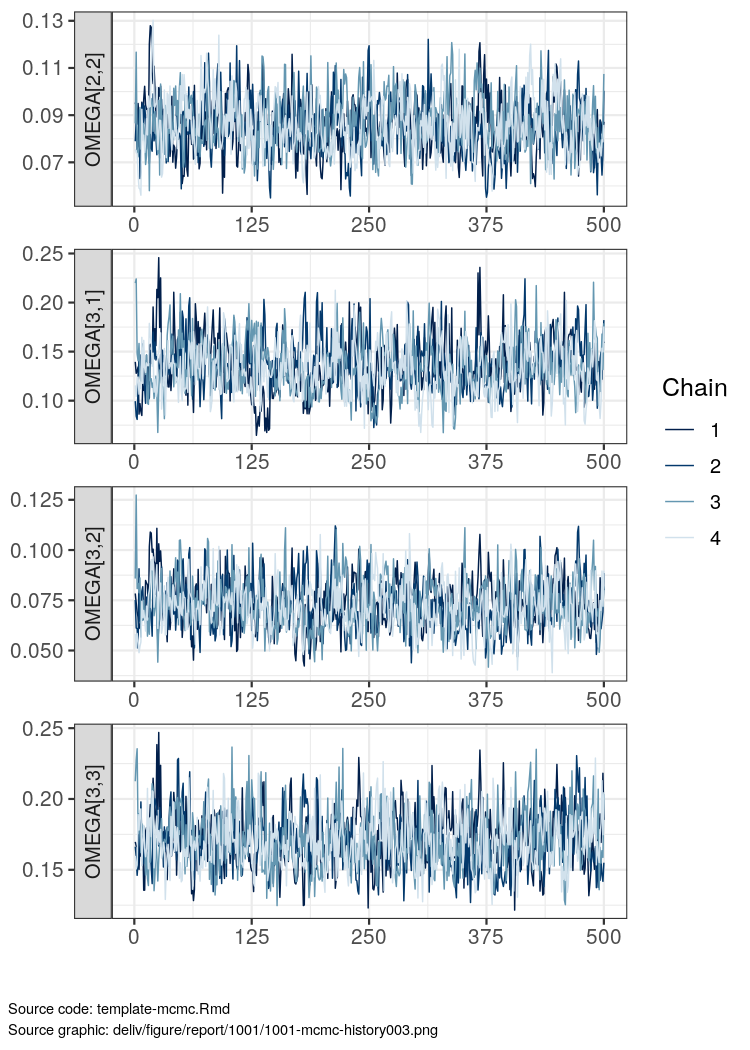 0.13
0.11
0.09
0.07
OMEGA[2,2]
0 125 250 375 500
0.25
0.20
0.15
0.10
OMEGA[3,1]
0 125 250 375 500
0.125
0.100
0.075
0.050
OMEGA[3,2]
0 125 250 375 500
0.25
0.20
0.15
OMEGA[3,3]
0 125 250 375 500
Chain
1
2
3
4
Source code: template-mcmc.Rmd
Source graphic: deliv/figure/report/1001/1001-mcmc-history003.png